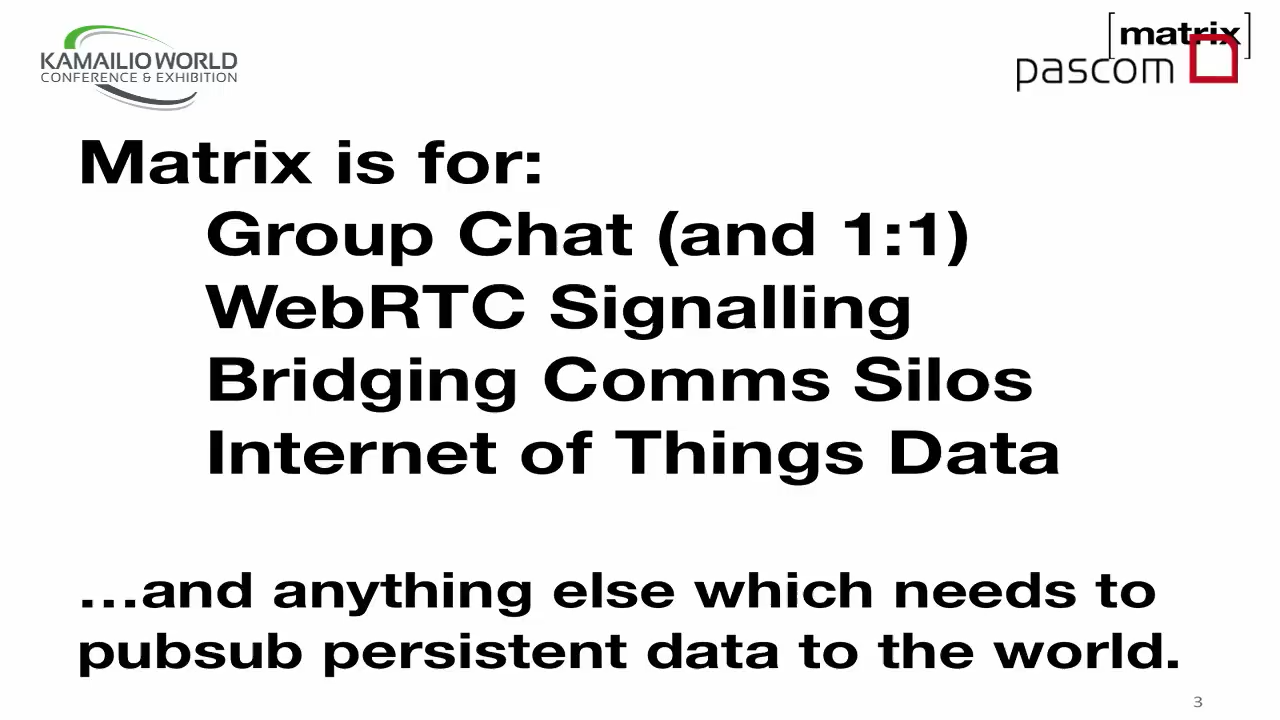 KAMAILIO WORLD
CONFERENCE & EXHIBITION
[matrix]
pascom
Matrix is for:
Group Chat (and 1:1)
WebRTC Signalling
Bridging Comms Silos
Internet of Things Data
...and anything else which needs to
pubsub persistent data to the world.
3